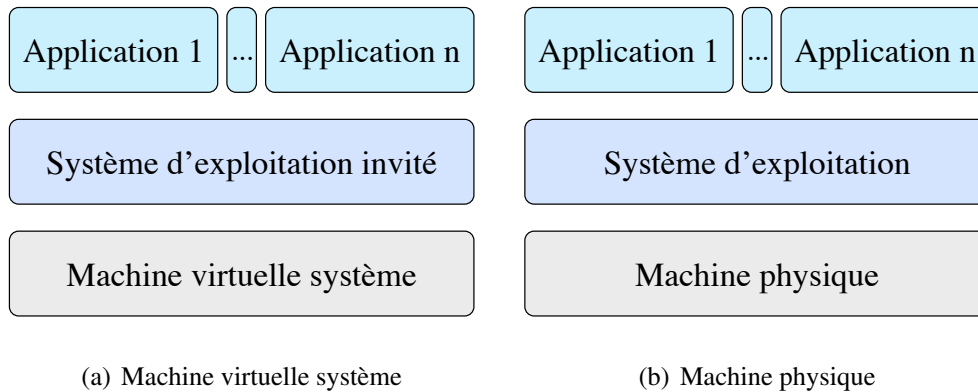 Application 1 ... Application n
Système d'exploitation invité
Machine virtuelle système
(a) Machine virtuelle système
Application 1 ... Application n
Système d'exploitation
Machine physique
(b) Machine physique